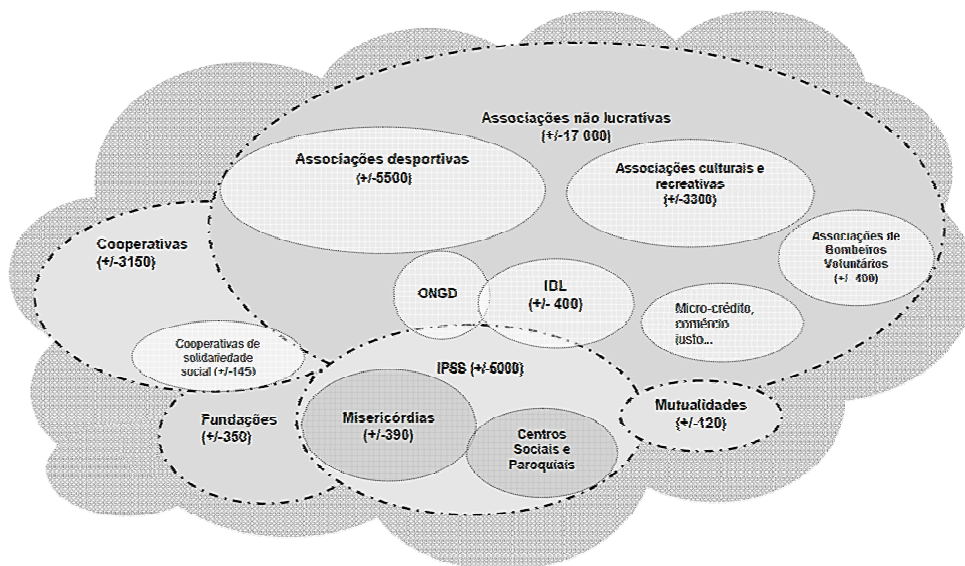 Associações não lucrativas
(+/-17 000)
Associações desportivas
(+/-5500)
Associações culturais e
recreativas
(+/-3300)
Cooperativas
(+/-3150)
Associações de
Bombeiros
Voluntários
(+/- 400)
ONGD
IDL
(+/- 400)
Micro-crédito,
comércio
justo...
Cooperativas de
solidariedade
social (+/-145)
IPSS (+/-5000)
Fundações
(+/-350)
Misericórdias
(+/-390)
Mutualidades
(+/-120)
Centros
Sociais e
Paroquiais